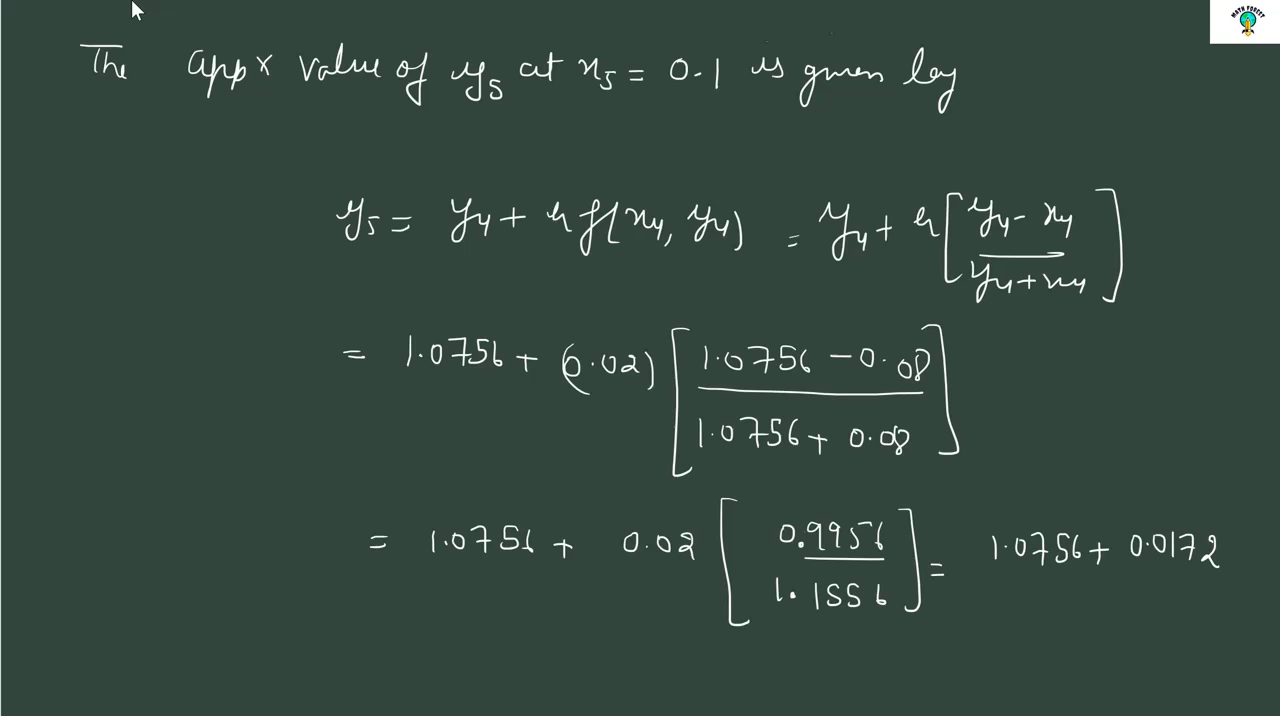 MATH FOREST
The appx value of y₅ at x₅ = 0.1 is given by
y₅ = y₄ + h f(x₄, y₄) = y₄ + h [ (y₄ - x₄) / (y₄ + x₄) ]
= 1.0756 + (0.02) [ (1.0756 - 0.08) / (1.0756 + 0.08) ]
= 1.0756 + 0.02 [ 0.9956 / 1.1556 ] = 1.0756 + 0.0172